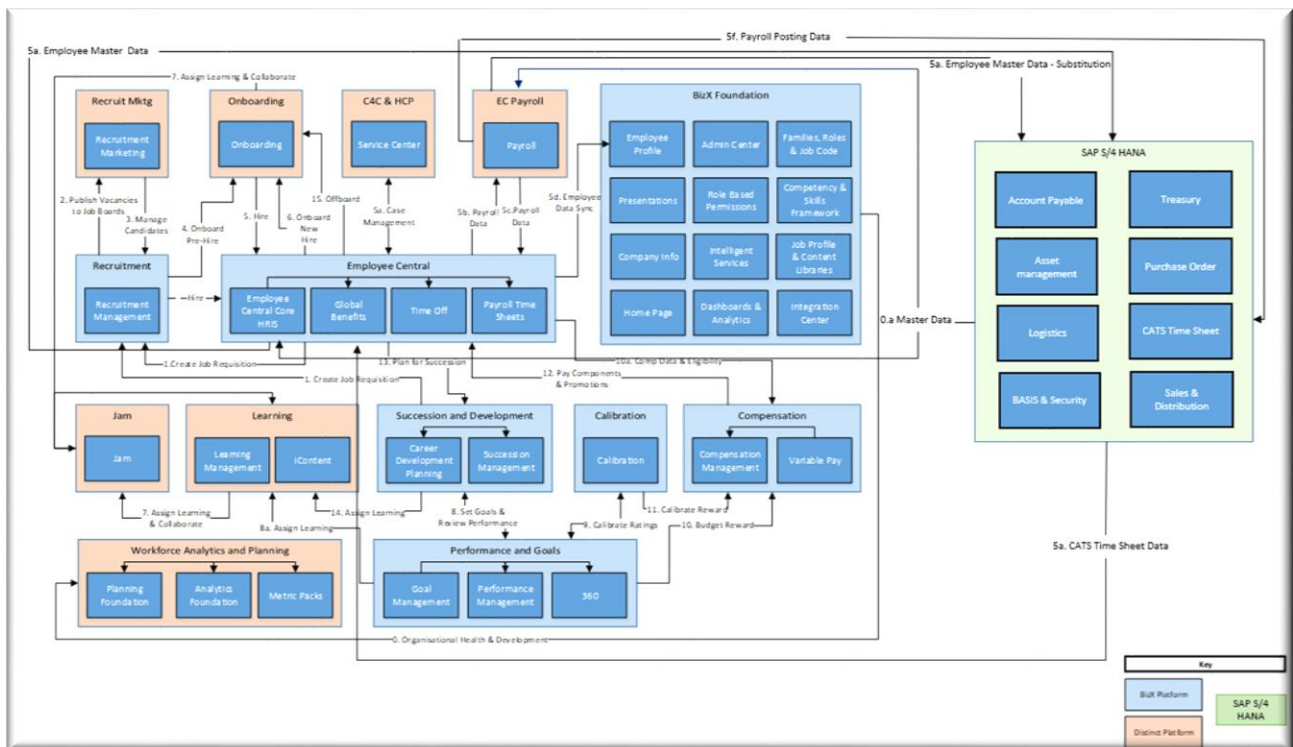 5f. Payroll Posting Data
5a. Employee Master Data
5a. Employee Master Data - Substitution
7. Assign Learning & Collaborate
Recruit Mktg
Recruitment
Marketing
Onboarding
Onboarding
C4C & HCP
Service Center
EC Payroll
Payroll
BizX Foundation
Employee
Profile
Admin Center
Families, Roles
& Job Code
Presentations
Role Based
Permissions
Competency &
Skills
Framework
Company Info
Intelligent
Services
Job Profile
& Content
Libraries
Home Page
Dashboards &
Analytics
Integration
Center
SAP S/4 HANA
Account Payable
Treasury
Asset
management
Purchase Order
Logistics
CATS Time Sheet
BASIS & Security
Sales &
Distribution
2. Publish Vacancies
to Job Boards
3. Manage
Candidates
4. Onboard
Pre-Hire
5. Hire
6. Onboard
New
Hire
15. Offboard
5a. Case
Management
5b. Payroll
Data
5c.Payroll
Data
5d. Employee
Data Sync
Recruitment
Recruitment
Management
Hire
Employee Central
Employee
Central Core
HRIS
Global
Benefits
Time Off
Payroll Time
Sheets
0.a Master Data
1.Create Job Requisition
13. Plan for Succession
10a. Comp Data & Eligibility
1. Create Job Requisition
12. Pay Components
& Promotions
Jam
Jam
Learning
Learning
Management
iContent
Succession and Development
Career
Development
Planning
Succession
Management
Calibration
Calibration
Compensation
Compensation
Management
Variable Pay
7. Assign Learning
& Collaborate
14. Assign Learning
8a. Assign Learning
8. Set Goals &
Review Performance
11. Calibrate Reward
9. Calibrate Ratings
10. Budget Reward
5a. CATS Time Sheet Data
Workforce Analytics and Planning
Planning
Foundation
Analytics
Foundation
Metric Packs
Performance and Goals
Goal
Management
Performance
Management
360
0. Organisational Health & Development
Key
BizX Platform
SAP S/4
HANA
Distinct Platform